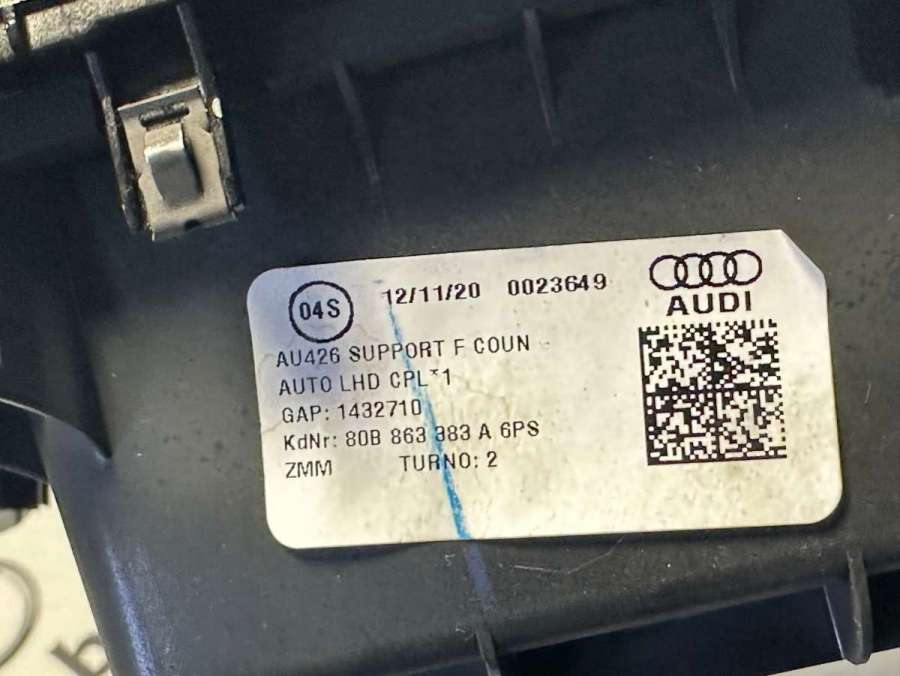 04S 12/11/20 0023649
AUDI
AU426 SUPPORT F COUN
AUTO LHD CPL*1
GAP: 1432710
KdNr: 80B 863 383 A 6PS
ZMM TURNO: 2
b